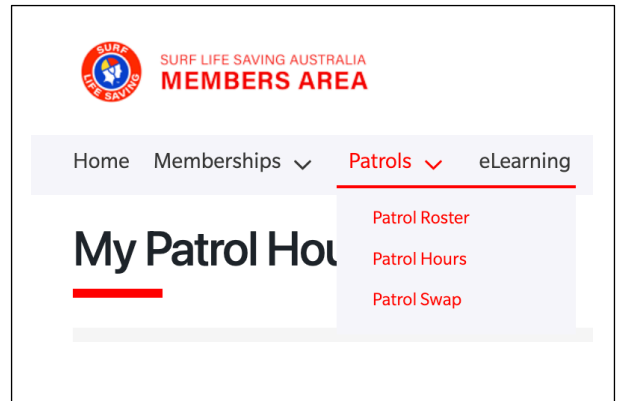 SURF
LIFE SAVING
SURF LIFE SAVING AUSTRALIA
MEMBERS AREA
Home Memberships Patrols eLearning
Patrol Roster
My Patrol Hou
Patrol Hours
Patrol Swap